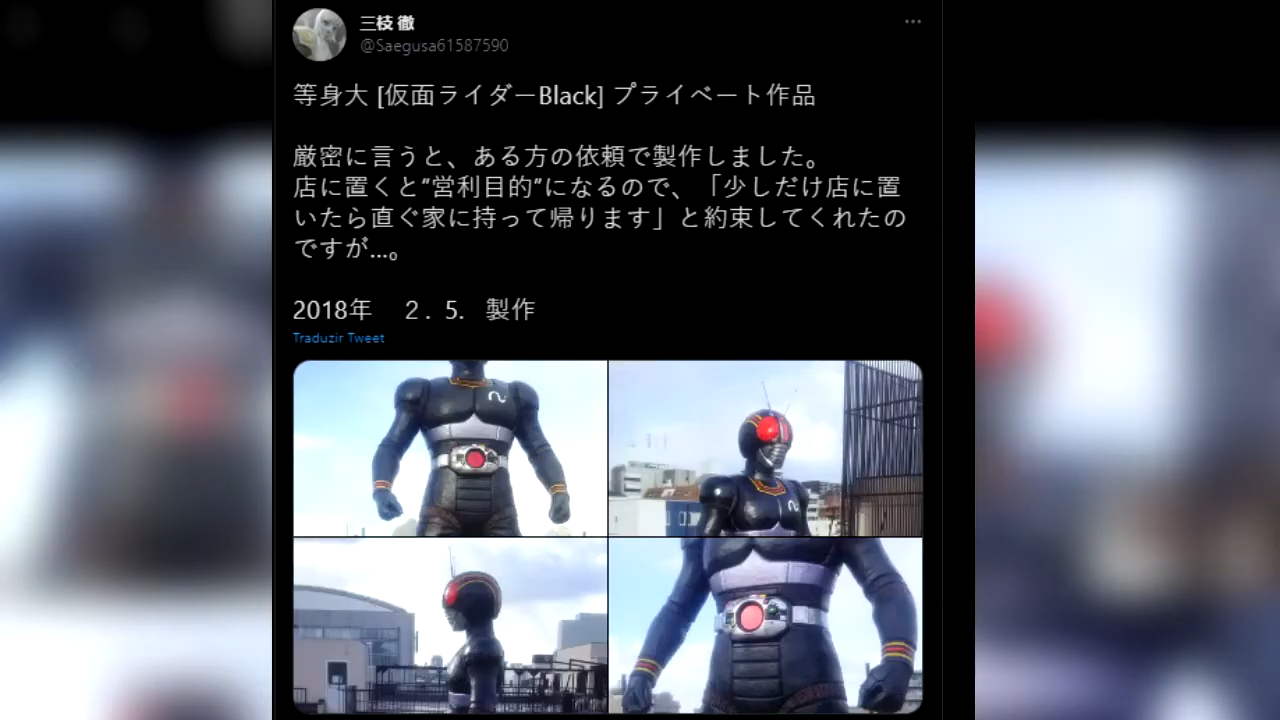 三枝 徹
@Saegusa61587590
等身大 [仮面ライダーBlack] プライベート作品
厳密に言うと、ある方の依頼で製作しました。
店に置くと”営利目的”になるので、「少しだけ店に置
いたら直ぐ家に持って帰ります」と約束してくれたの
ですが...。
2018年　２. 5.　製作
Traduzir Tweet